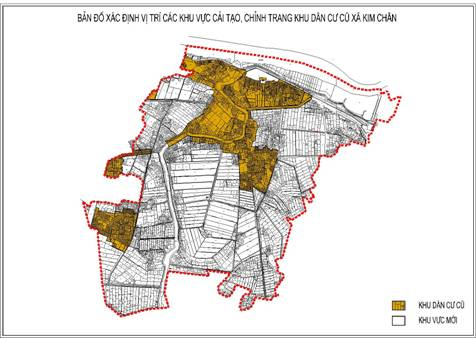 BẢN ĐỒ XÁC ĐỊNH VỊ TRÍ CÁC KHU VỰC CẢI TẠO, CHỈNH TRANG KHU DÂN CƯ CŨ XÃ KIM CHÂN
KHU DÂN CƯ CŨ
KHU VỰC MỚI